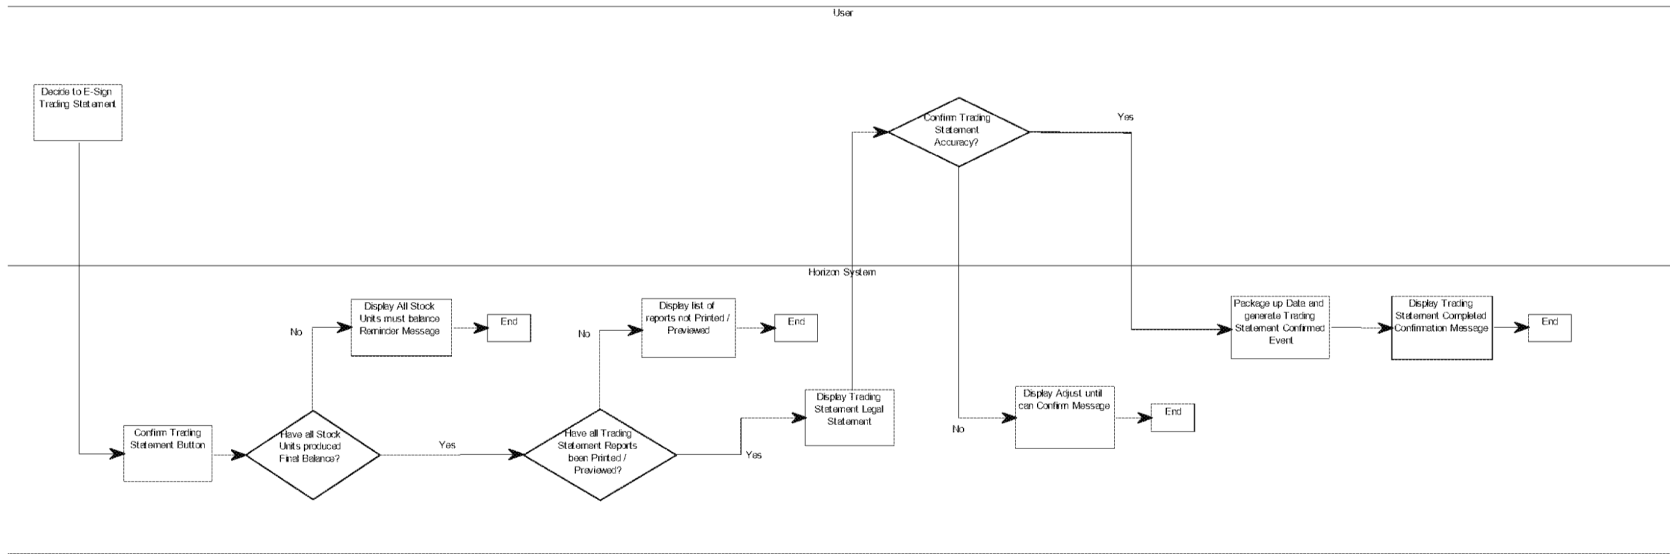 User
Decide to E-Sign
Trading Statement
Confirm Trading
Statement
Accuracy?
Yes
Horizon System
Display All Stock
Units must balance
Reminder Message
End
No
Display list of
reports not Printed /
Previewed
End
No
Package up Data and
generate Trading
Statement Confirmed
Event
Display Trading
Statement Completed
Confirmation Message
End
Display Trading
Statement Legal
Statement
Display Adjust until
can Confirm Message
End
No
Confirm Trading
Statement Button
Have all Stock
Units produced
Final Balance?
Yes
Have all Trading
Statement Reports
been Printed /
Previewed?
Yes